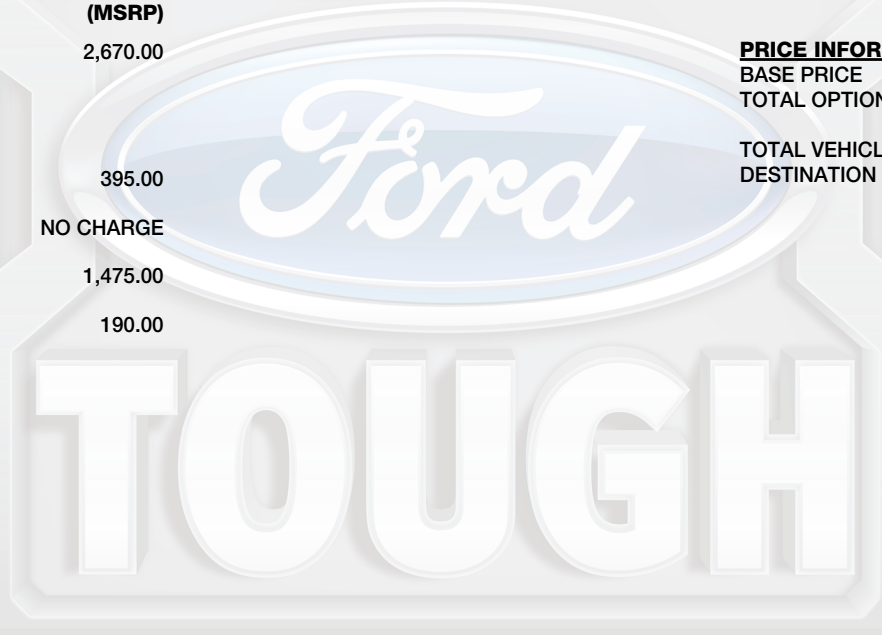 (MSRP)
2,670.00
395.00
NO CHARGE
1,475.00
190.00
PRICE INFOR
BASE PRICE
TOTAL OPTION
TOTAL VEHICL
DESTINATION
Ford
TOUGH